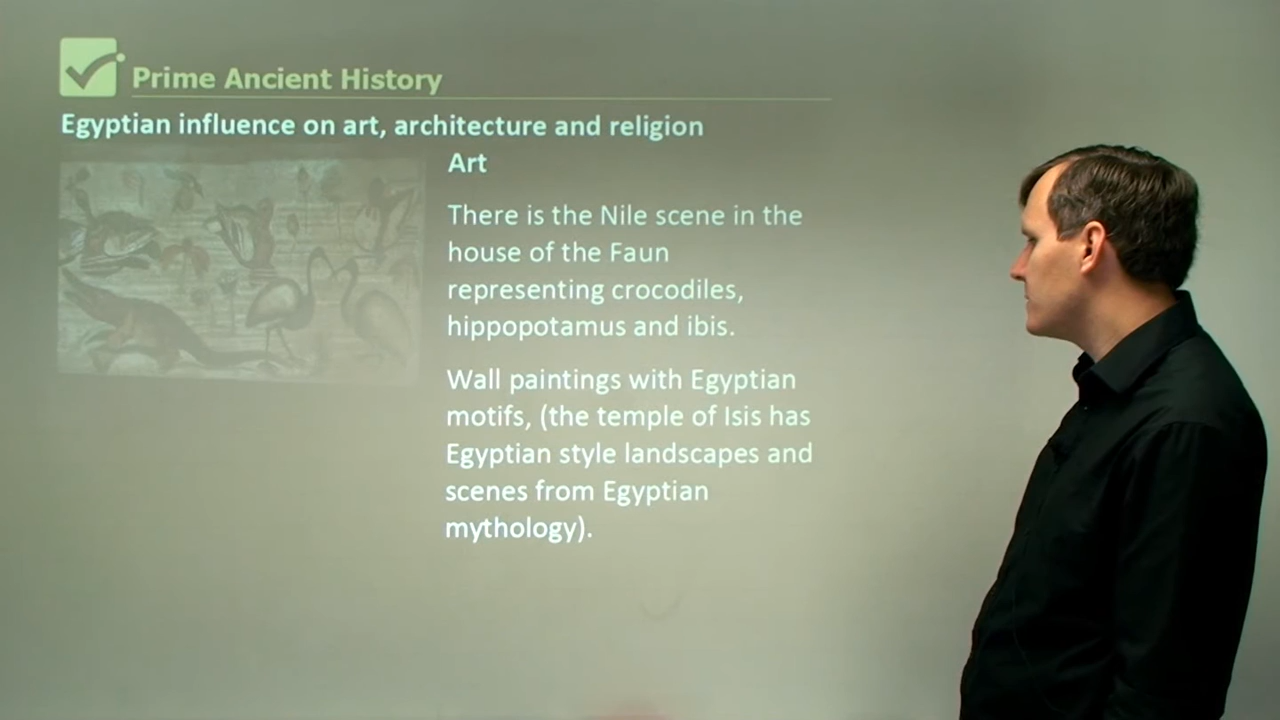 Prime Ancient History
Egyptian influence on art, architecture and religion
Art
There is the Nile scene in the
house of the Faun
representing crocodiles,
hippopotamus and ibis.
Wall paintings with Egyptian
motifs, (the temple of Isis has
Egyptian style landscapes and
scenes from Egyptian
mythology).